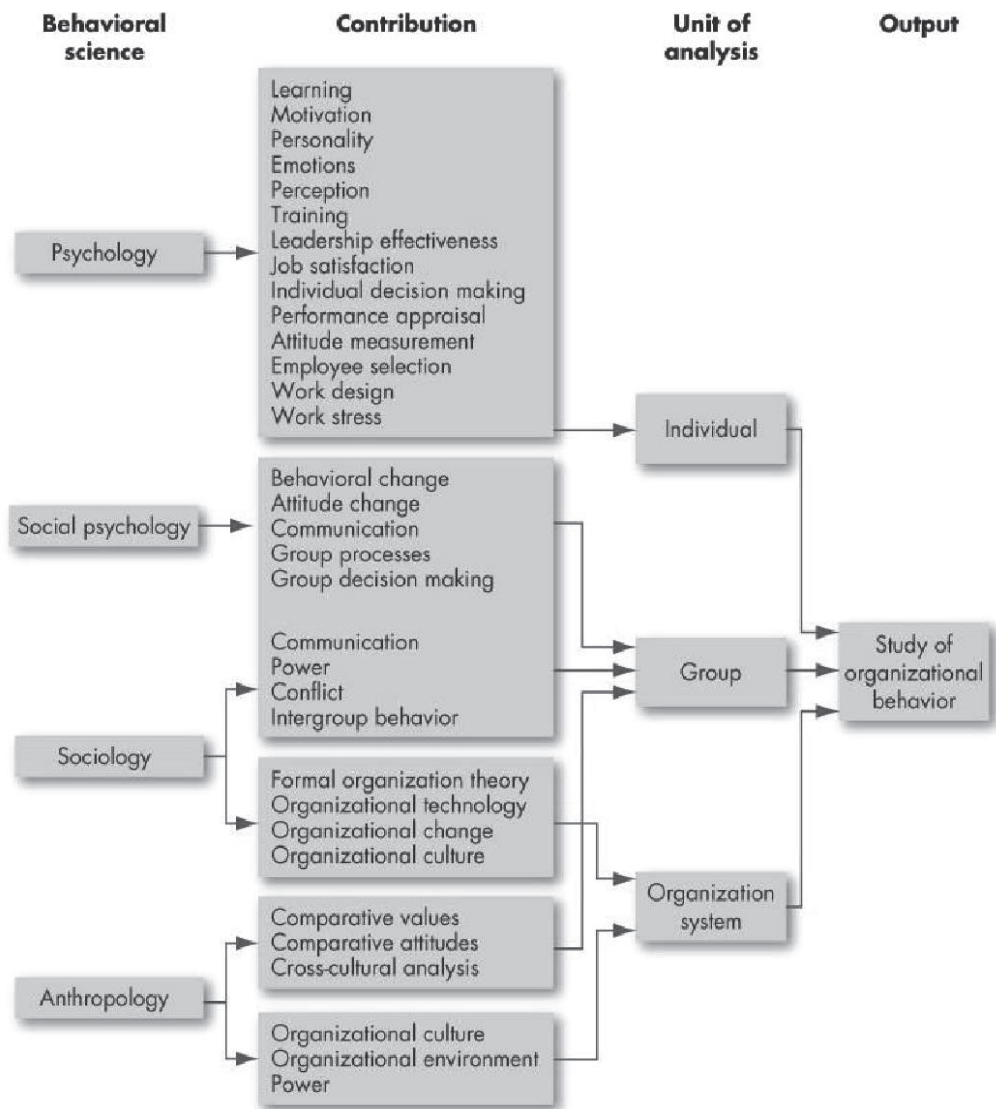 Behavioral
science
Contribution
Unit of
analysis
Output
Psychology
Learning
Motivation
Personality
Emotions
Perception
Training
Leadership effectiveness
Job satisfaction
Individual decision making
Performance appraisal
Attitude measurement
Employee selection
Work design
Work stress
Individual
Social psychology
Behavioral change
Attitude change
Communication
Group processes
Group decision making
Communication
Power
Conflict
Intergroup behavior
Group
Study of
organizational
behavior
Sociology
Formal organization theory
Organizational technology
Organizational change
Organizational culture
Organization
system
Anthropology
Comparative values
Comparative attitudes
Cross-cultural analysis
Organizational culture
Organizational environment
Power